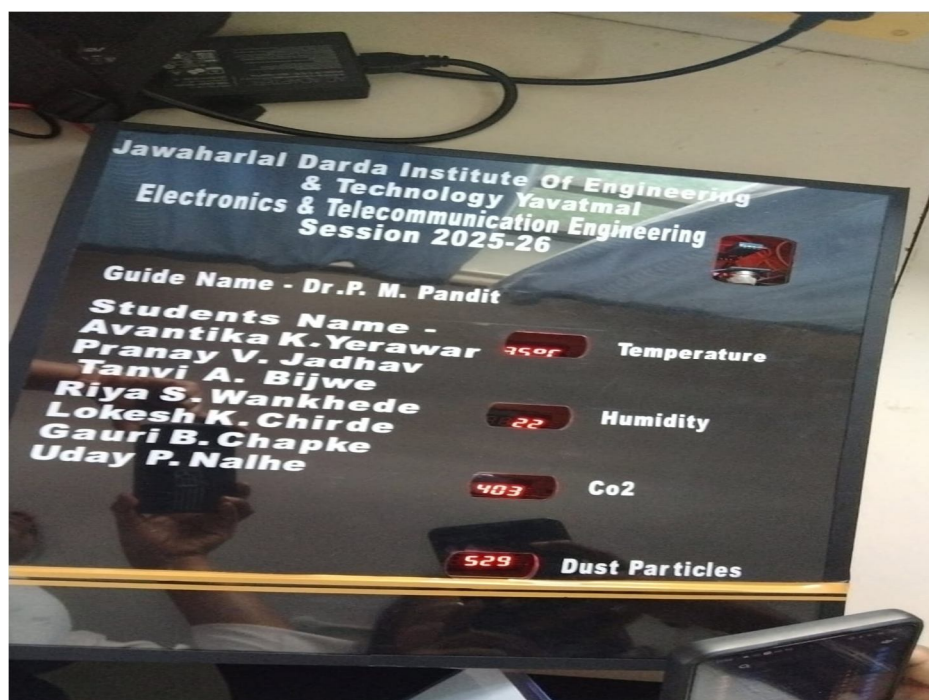 Jawaharlal Darda Institute Of Engineering
& Technology Yavatmal
Electronics & Telecommunication Engineering
Session 2025-26
Guide Name - Dr.P. M. Pandit
Students Name -
Avantika K.Yerawar
Pranay V. Jadhav
Tanvi A. Bijwe
Riya S. Wankhede
Lokesh K. Chirde
Gauri B. Chapke
Uday P. Nalhe
35°C Temperature
22 Humidity
403 Co2
529 Dust Particles